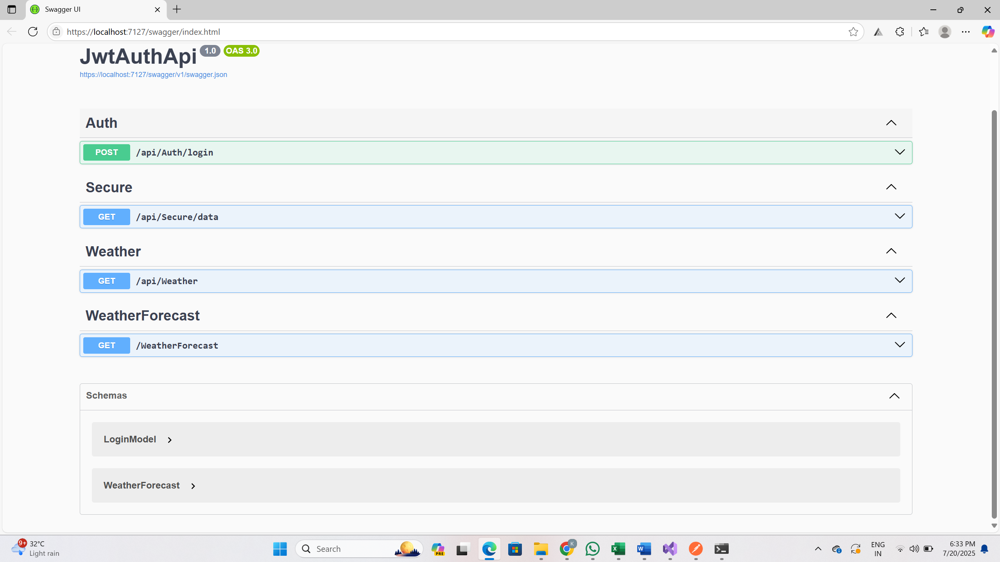 Swagger UI
https://localhost:7127/swagger/index.html
JwtAuthApi 1.0 OAS 3.0
https://localhost:7127/swagger/v1/swagger.json
Auth
POST /api/Auth/login
Secure
GET /api/Secure/data
Weather
GET /api/Weather
WeatherForecast
GET /WeatherForecast
Schemas
LoginModel
WeatherForecast
9+ 32°C
Light rain
Search
PRE
K
X
W
ENG
IN
6:33 PM
7/20/2025